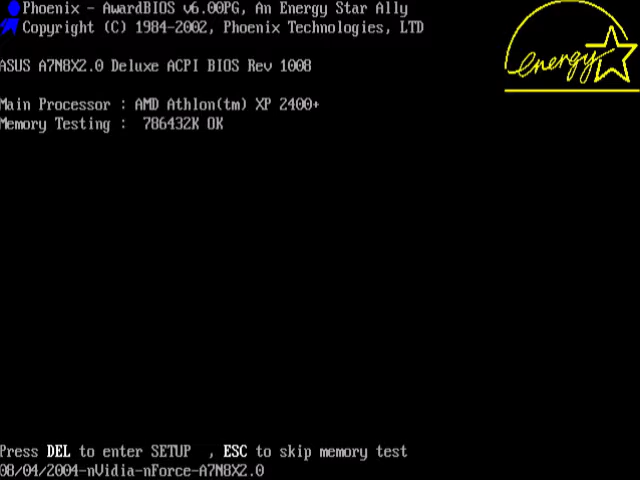 Phoenix - AwardBIOS v6.00PG, An Energy Star Ally
Copyright (C) 1984-2002, Phoenix Technologies, LTD
energy
ASUS A7N8X2.0 Deluxe ACPI BIOS Rev 1008
Main Processor : AMD Athlon(tm) XP 2400+
Memory Testing :  786432K OK
Press DEL to enter SETUP  , ESC to skip memory test
08/04/2004-nVidia-nForce-A7N8X2.0